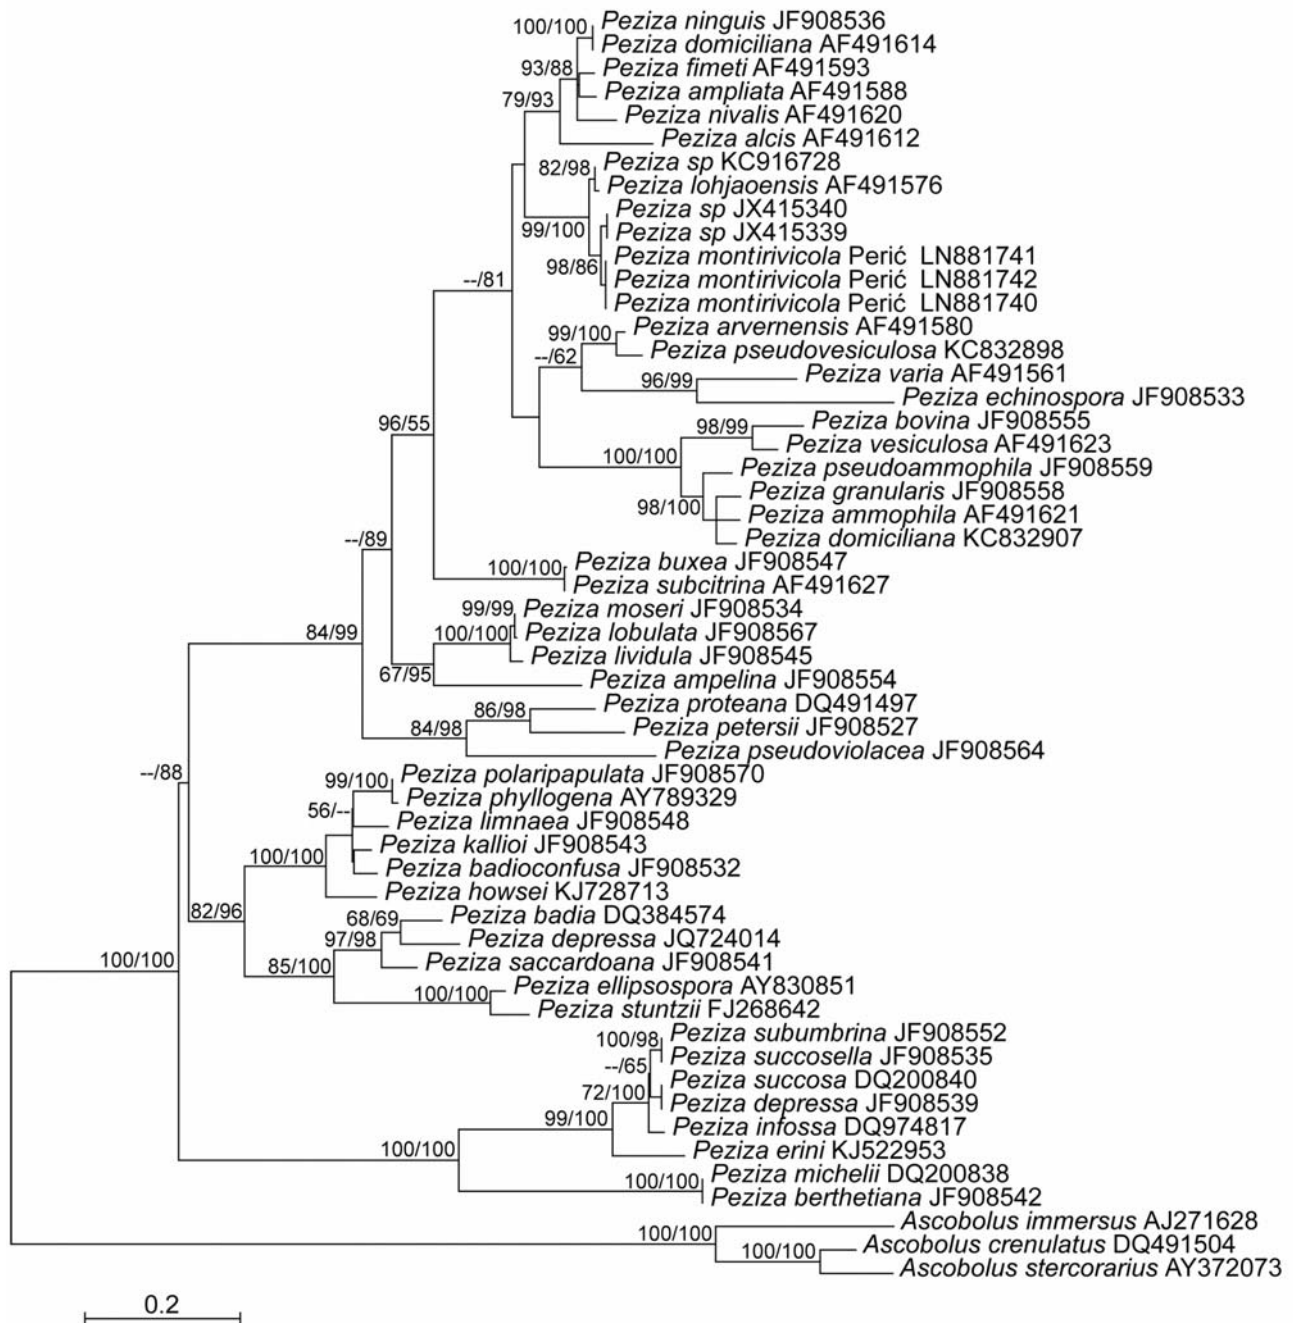 100/100
Peziza ninguis JF908536
Peziza domiciliana AF491614
93/88
Peziza fimeti AF491593
Peziza ampliata AF491588
79/93
Peziza nivalis AF491620
Peziza alcis AF491612
82/98
Peziza sp KC916728
Peziza lohjaoensis AF491576
Peziza sp JX415340
99/100
Peziza sp JX415339
Peziza montirivicola Perić LN881741
98/86
--/81
Peziza montirivicola Perić LN881742
Peziza montirivicola Perić LN881740
99/100
Peziza arvernensis AF491580
Peziza pseudovesiculosa KC832898
--/62
Peziza varia AF491561
96/99
Peziza echinospora JF908533
96/55
98/99
Peziza bovina JF908555
Peziza vesiculosa AF491623
100/100
Peziza pseudoammophila JF908559
Peziza granularis JF908558
98/100
Peziza ammophila AF491621
--/89
Peziza domiciliana KC832907
100/100
Peziza buxea JF908547
Peziza subcitrina AF491627
99/99
Peziza moseri JF908534
84/99
100/100
Peziza lobulata JF908567
Peziza lividula JF908545
67/95
Peziza ampelina JF908554
86/98
Peziza proteana DQ491497
84/98
Peziza petersii JF908527
Peziza pseudoviolacea JF908564
--/88
99/100
Peziza polaripapulata JF908570
Peziza phyllogena AY789329
56/--
Peziza limnaea JF908548
Peziza kallioi JF908543
100/100
Peziza badioconfusa JF908532
Peziza howsei KJ728713
82/96
68/69
Peziza badia DQ384574
97/98
Peziza depressa JQ724014
100/100
85/100
Peziza saccardoana JF908541
100/100
Peziza ellipsospora AY830851
Peziza stuntzii FJ268642
100/98
Peziza subumbrina JF908552
Peziza succosella JF908535
--/65
Peziza succosa DQ200840
72/100
Peziza depressa JF908539
99/100
Peziza infossa DQ974817
100/100
Peziza erini KJ522953
100/100
Peziza michelii DQ200838
Peziza berthetiana JF908542
100/100
Ascobolus immersus AJ271628
100/100
Ascobolus crenulatus DQ491504
Ascobolus stercorarius AY372073
0.2